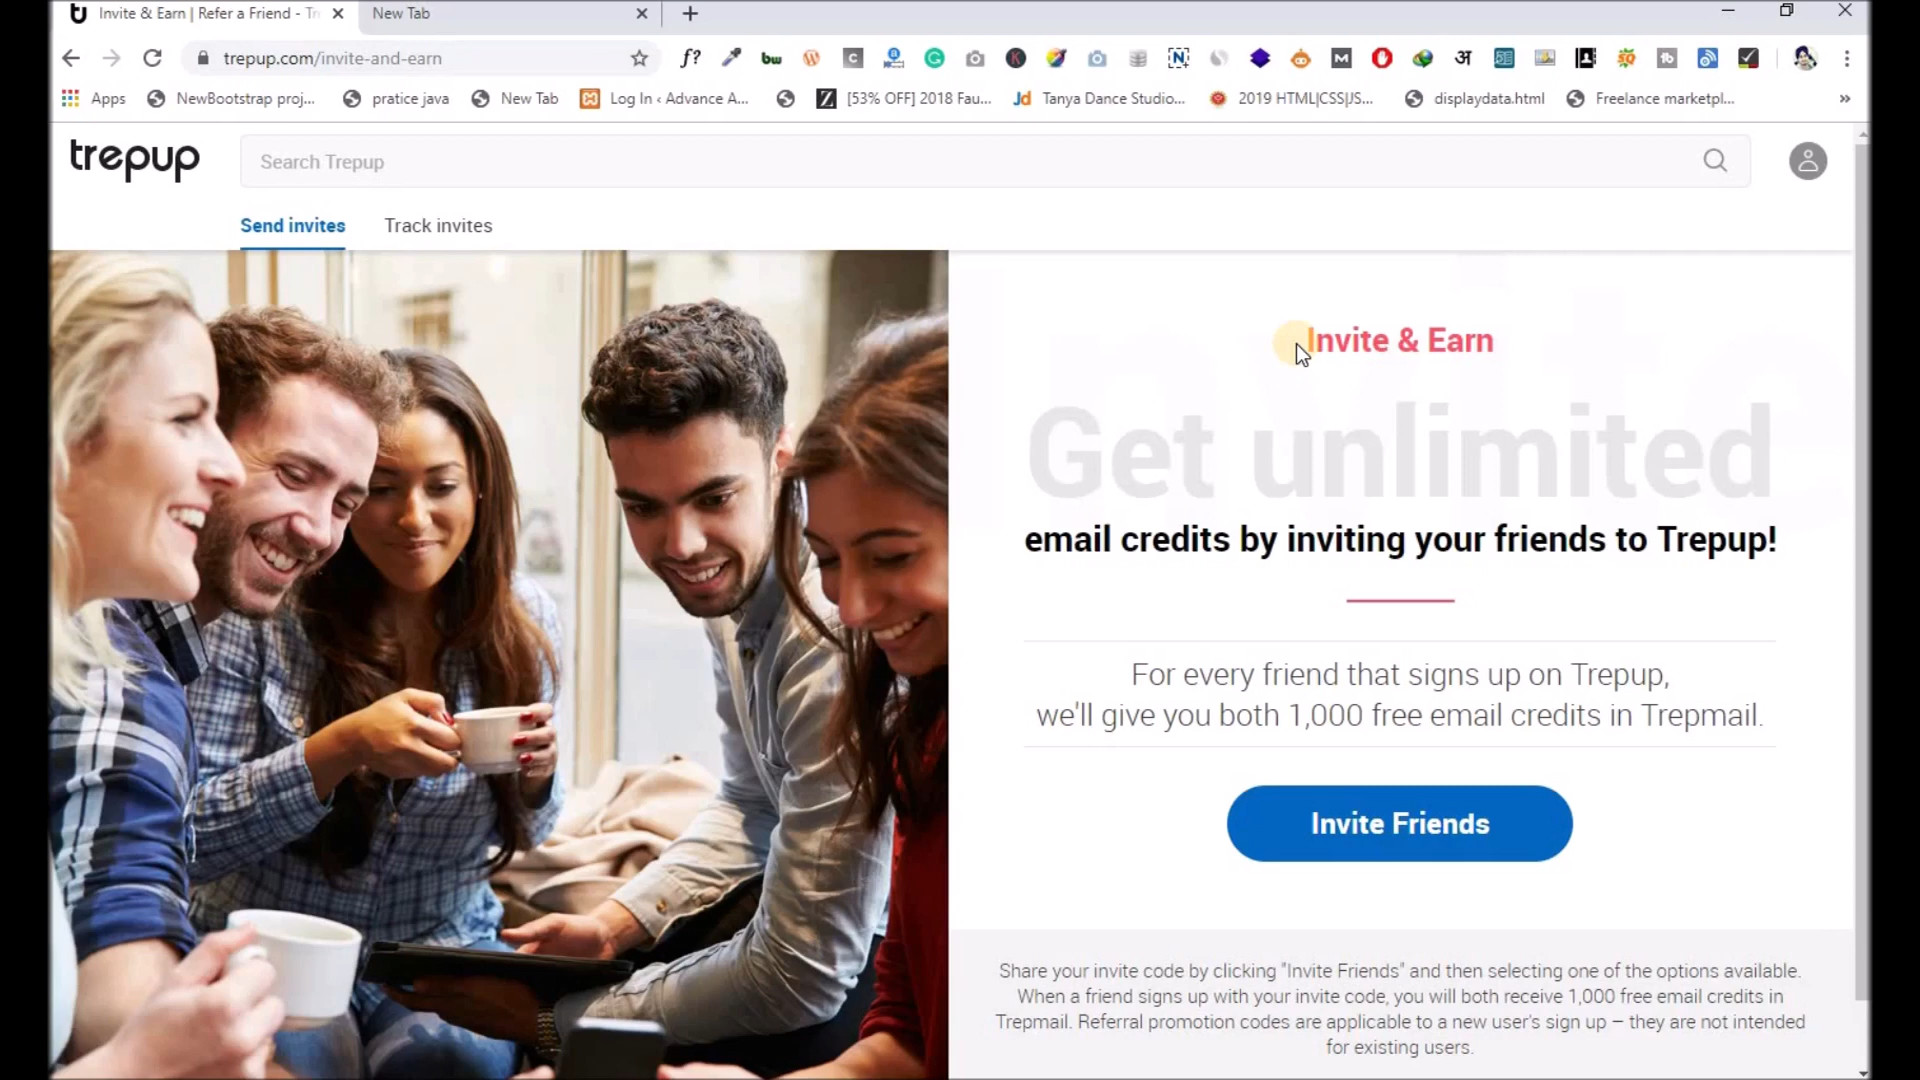 Invite & Earn | Refer a Friend - Tr
New Tab
trepup.com/invite-and-earn
Apps
NewBootstrap proj...
pratice java
New Tab
Log In ‹ Advance A...
[53% OFF] 2018 Fau...
Tanya Dance Studio...
2019 HTML|CSS|JS...
displaydata.html
Freelance marketpl...
trepup
Search Trepup
Send invites
Track invites
Invite & Earn
Get unlimited
email credits by inviting your friends to Trepup!
For every friend that signs up on Trepup,
we'll give you both 1,000 free email credits in Trepmail.
Invite Friends
Share your invite code by clicking "Invite Friends" and then selecting one of the options available.
When a friend signs up with your invite code, you will both receive 1,000 free email credits in
Trepmail. Referral promotion codes are applicable to a new user's sign up – they are not intended
for existing users.